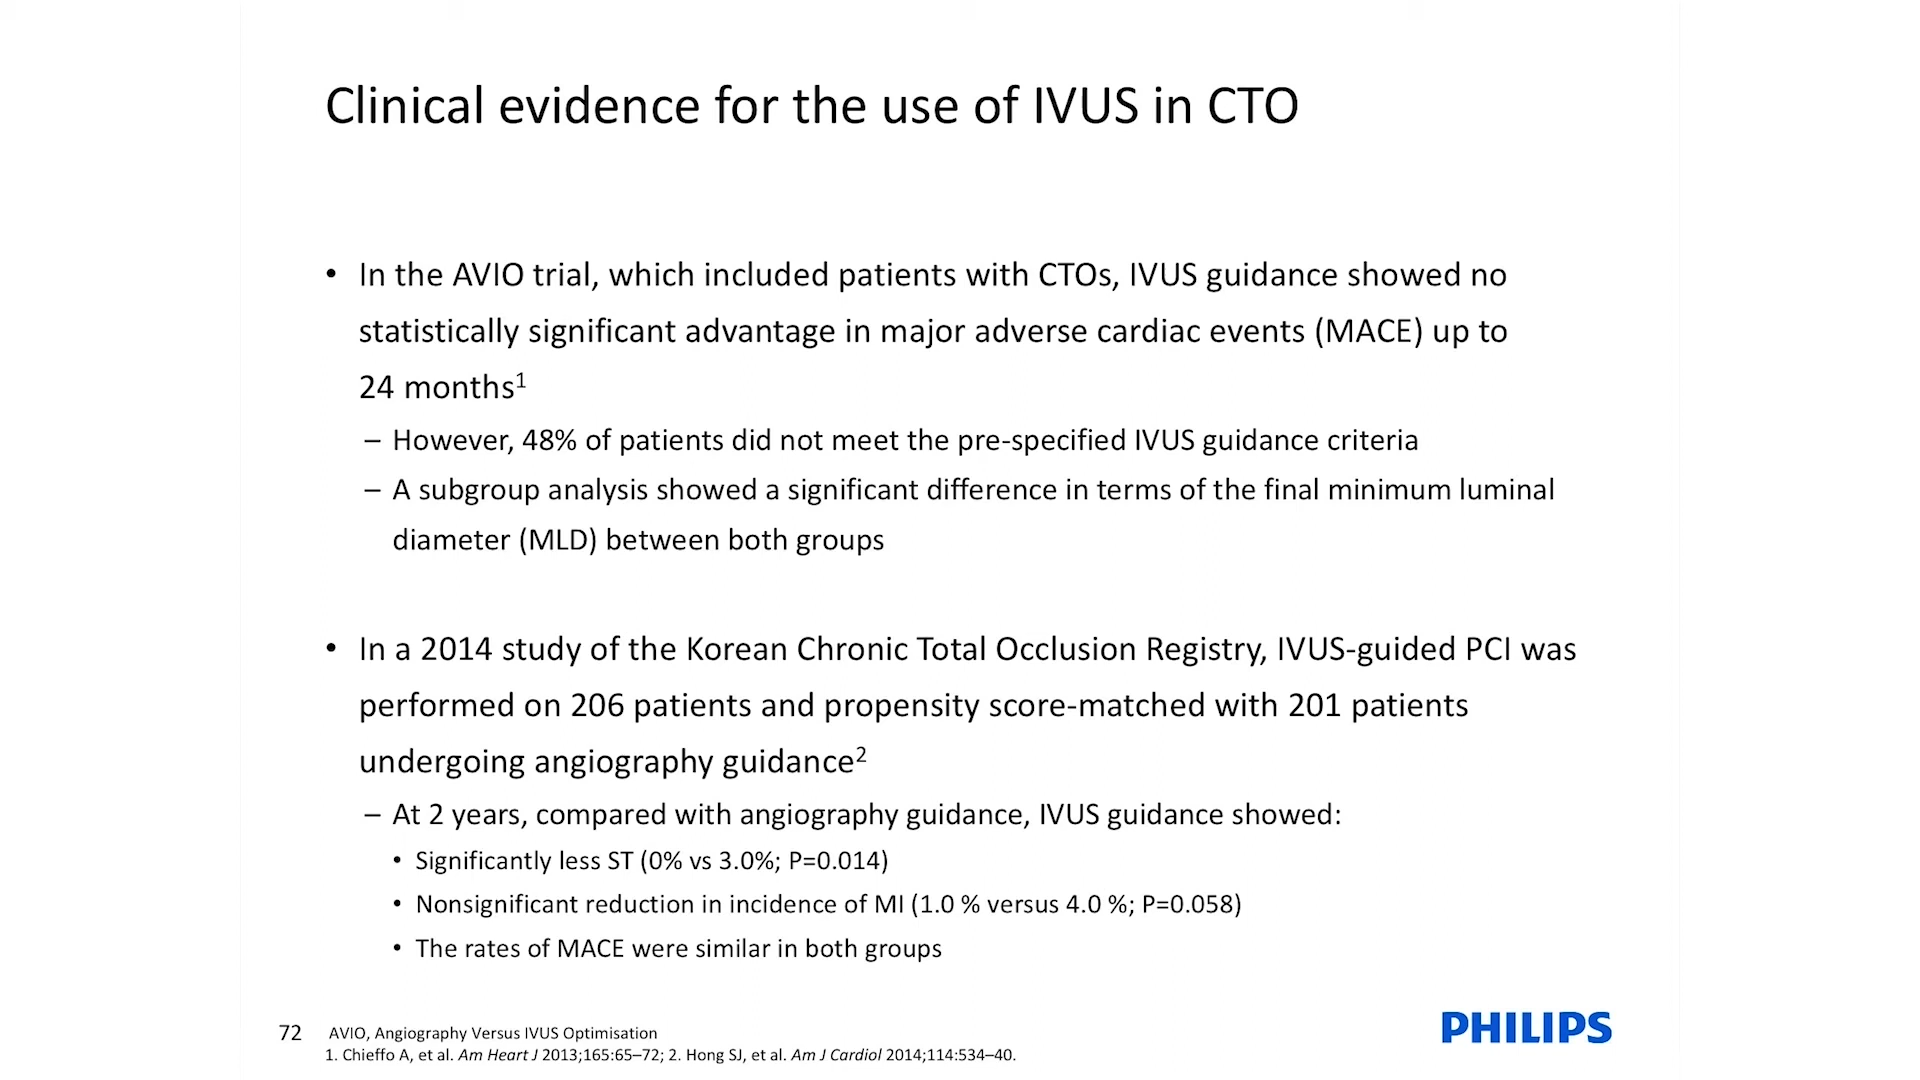 Clinical evidence for the use of IVUS in CTO
• In the AVIO trial, which included patients with CTOs, IVUS guidance showed no
statistically significant advantage in major adverse cardiac events (MACE) up to
24 months1
– However, 48% of patients did not meet the pre-specified IVUS guidance criteria
– A subgroup analysis showed a significant difference in terms of the final minimum luminal
diameter (MLD) between both groups
• In a 2014 study of the Korean Chronic Total Occlusion Registry, IVUS-guided PCI was
performed on 206 patients and propensity score-matched with 201 patients
undergoing angiography guidance2
– At 2 years, compared with angiography guidance, IVUS guidance showed:
• Significantly less ST (0% vs 3.0%; P=0.014)
• Nonsignificant reduction in incidence of MI (1.0 % versus 4.0 %; P=0.058)
• The rates of MACE were similar in both groups
72 AVIO, Angiography Versus IVUS Optimisation
1. Chieffo A, et al. Am Heart J 2013;165:65–72; 2. Hong SJ, et al. Am J Cardiol 2014;114:534–40.
PHILIPS